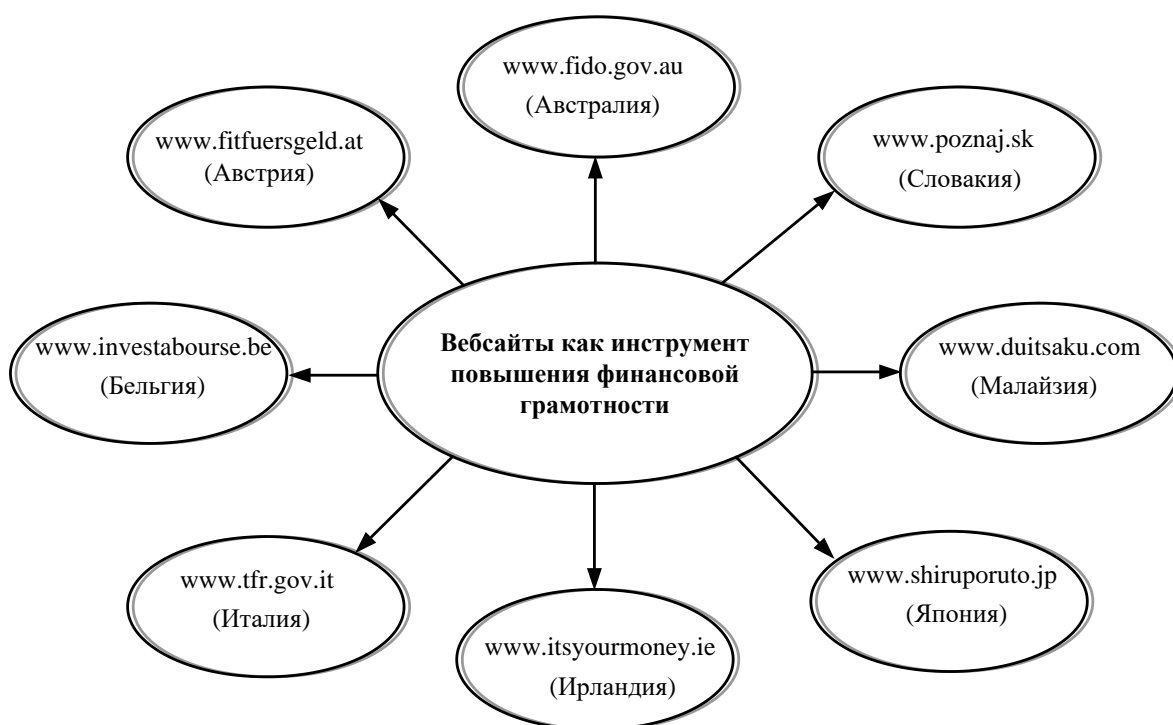 www.fido.gov.au
(Австралия)
www.fitfuersgeld.at
(Австрия)
www.poznaj.sk
(Словакия)
www.investabourse.be
(Бельгия)
Вебсайты как инструмент
повышения финансовой
грамотности
www.duitsaku.com
(Малайзия)
www.tfr.gov.it
(Италия)
www.itsyourmoney.ie
(Ирландия)
www.shiruporuto.jp
(Япония)